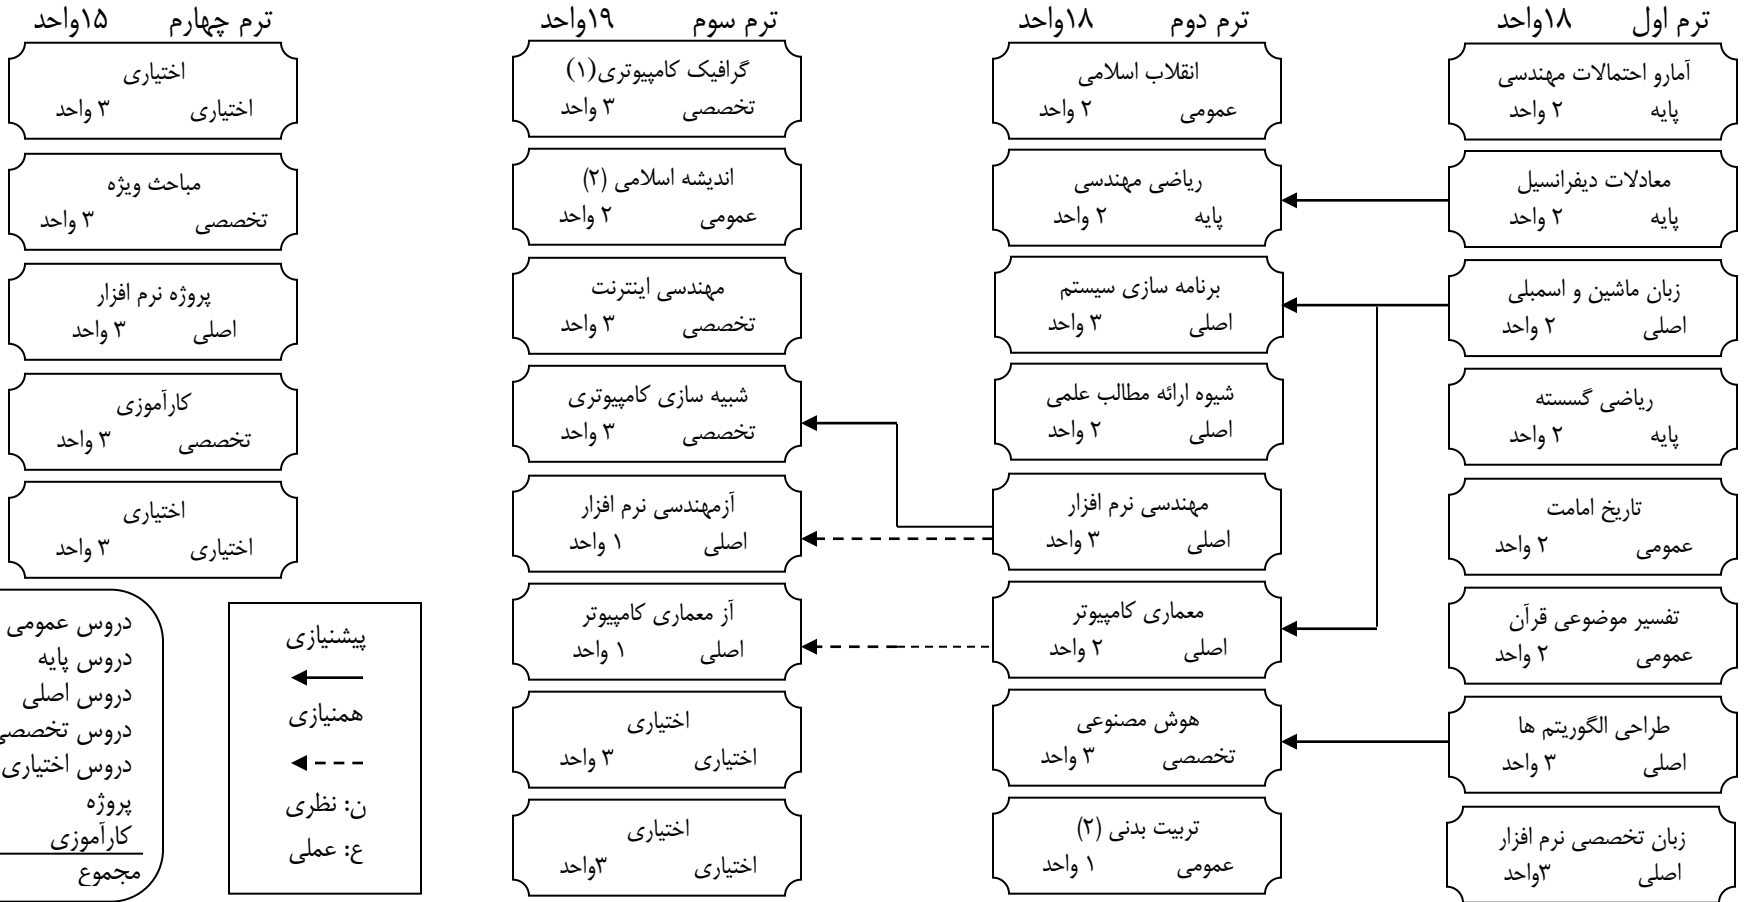 ترم اول ۱۸واحد
آمارو احتمالات مهندسی
پایه ۲ واحد
معادلات دیفرانسیل
پایه ۲ واحد
زبان ماشین و اسمبلی
اصلی ۲ واحد
ریاضی گسسته
پایه ۲ واحد
تاریخ امامت
عمومی ۲ واحد
تفسیر موضوعی قرآن
عمومی ۲ واحد
طراحی الگوریتم ها
اصلی ۳ واحد
زبان تخصصی نرم افزار
اصلی ۳واحد
ترم دوم ۱۸واحد
انقلاب اسلامی
عمومی ۲ واحد
ریاضی مهندسی
پایه ۲ واحد
برنامه سازی سیستم
اصلی ۳ واحد
شیوه ارائه مطالب علمی
اصلی ۲ واحد
مهندسی نرم افزار
اصلی ۳ واحد
معماری کامپیوتر
اصلی ۲ واحد
هوش مصنوعی
تخصصی ۳ واحد
تربیت بدنی (۲)
عمومی ۱ واحد
ترم سوم ۱۹واحد
گرافیک کامپیوتری(۱)
تخصصی ۳ واحد
اندیشه اسلامی (۲)
عمومی ۲ واحد
مهندسی اینترنت
تخصصی ۳ واحد
شبیه سازی کامپیوتری
تخصصی ۳ واحد
آزمهندسی نرم افزار
اصلی ۱ واحد
آز معماری کامپیوتر
اصلی ۱ واحد
اختیاری
اختیاری ۳ واحد
اختیاری
اختیاری ۳واحد
ترم چهارم ۱۵واحد
اختیاری
اختیاری ۳ واحد
مباحث ویژه
تخصصی ۳ واحد
پروژه نرم افزار
اصلی ۳ واحد
کارآموزی
تخصصی ۳ واحد
اختیاری
اختیاری ۳ واحد
پیشنیازی
همنیازی
ن: نظری
ع: عملی
دروس عمومی
دروس پایه
دروس اصلی
دروس تخصصی
دروس اختیاری
پروژه
کارآموزی
مجموع